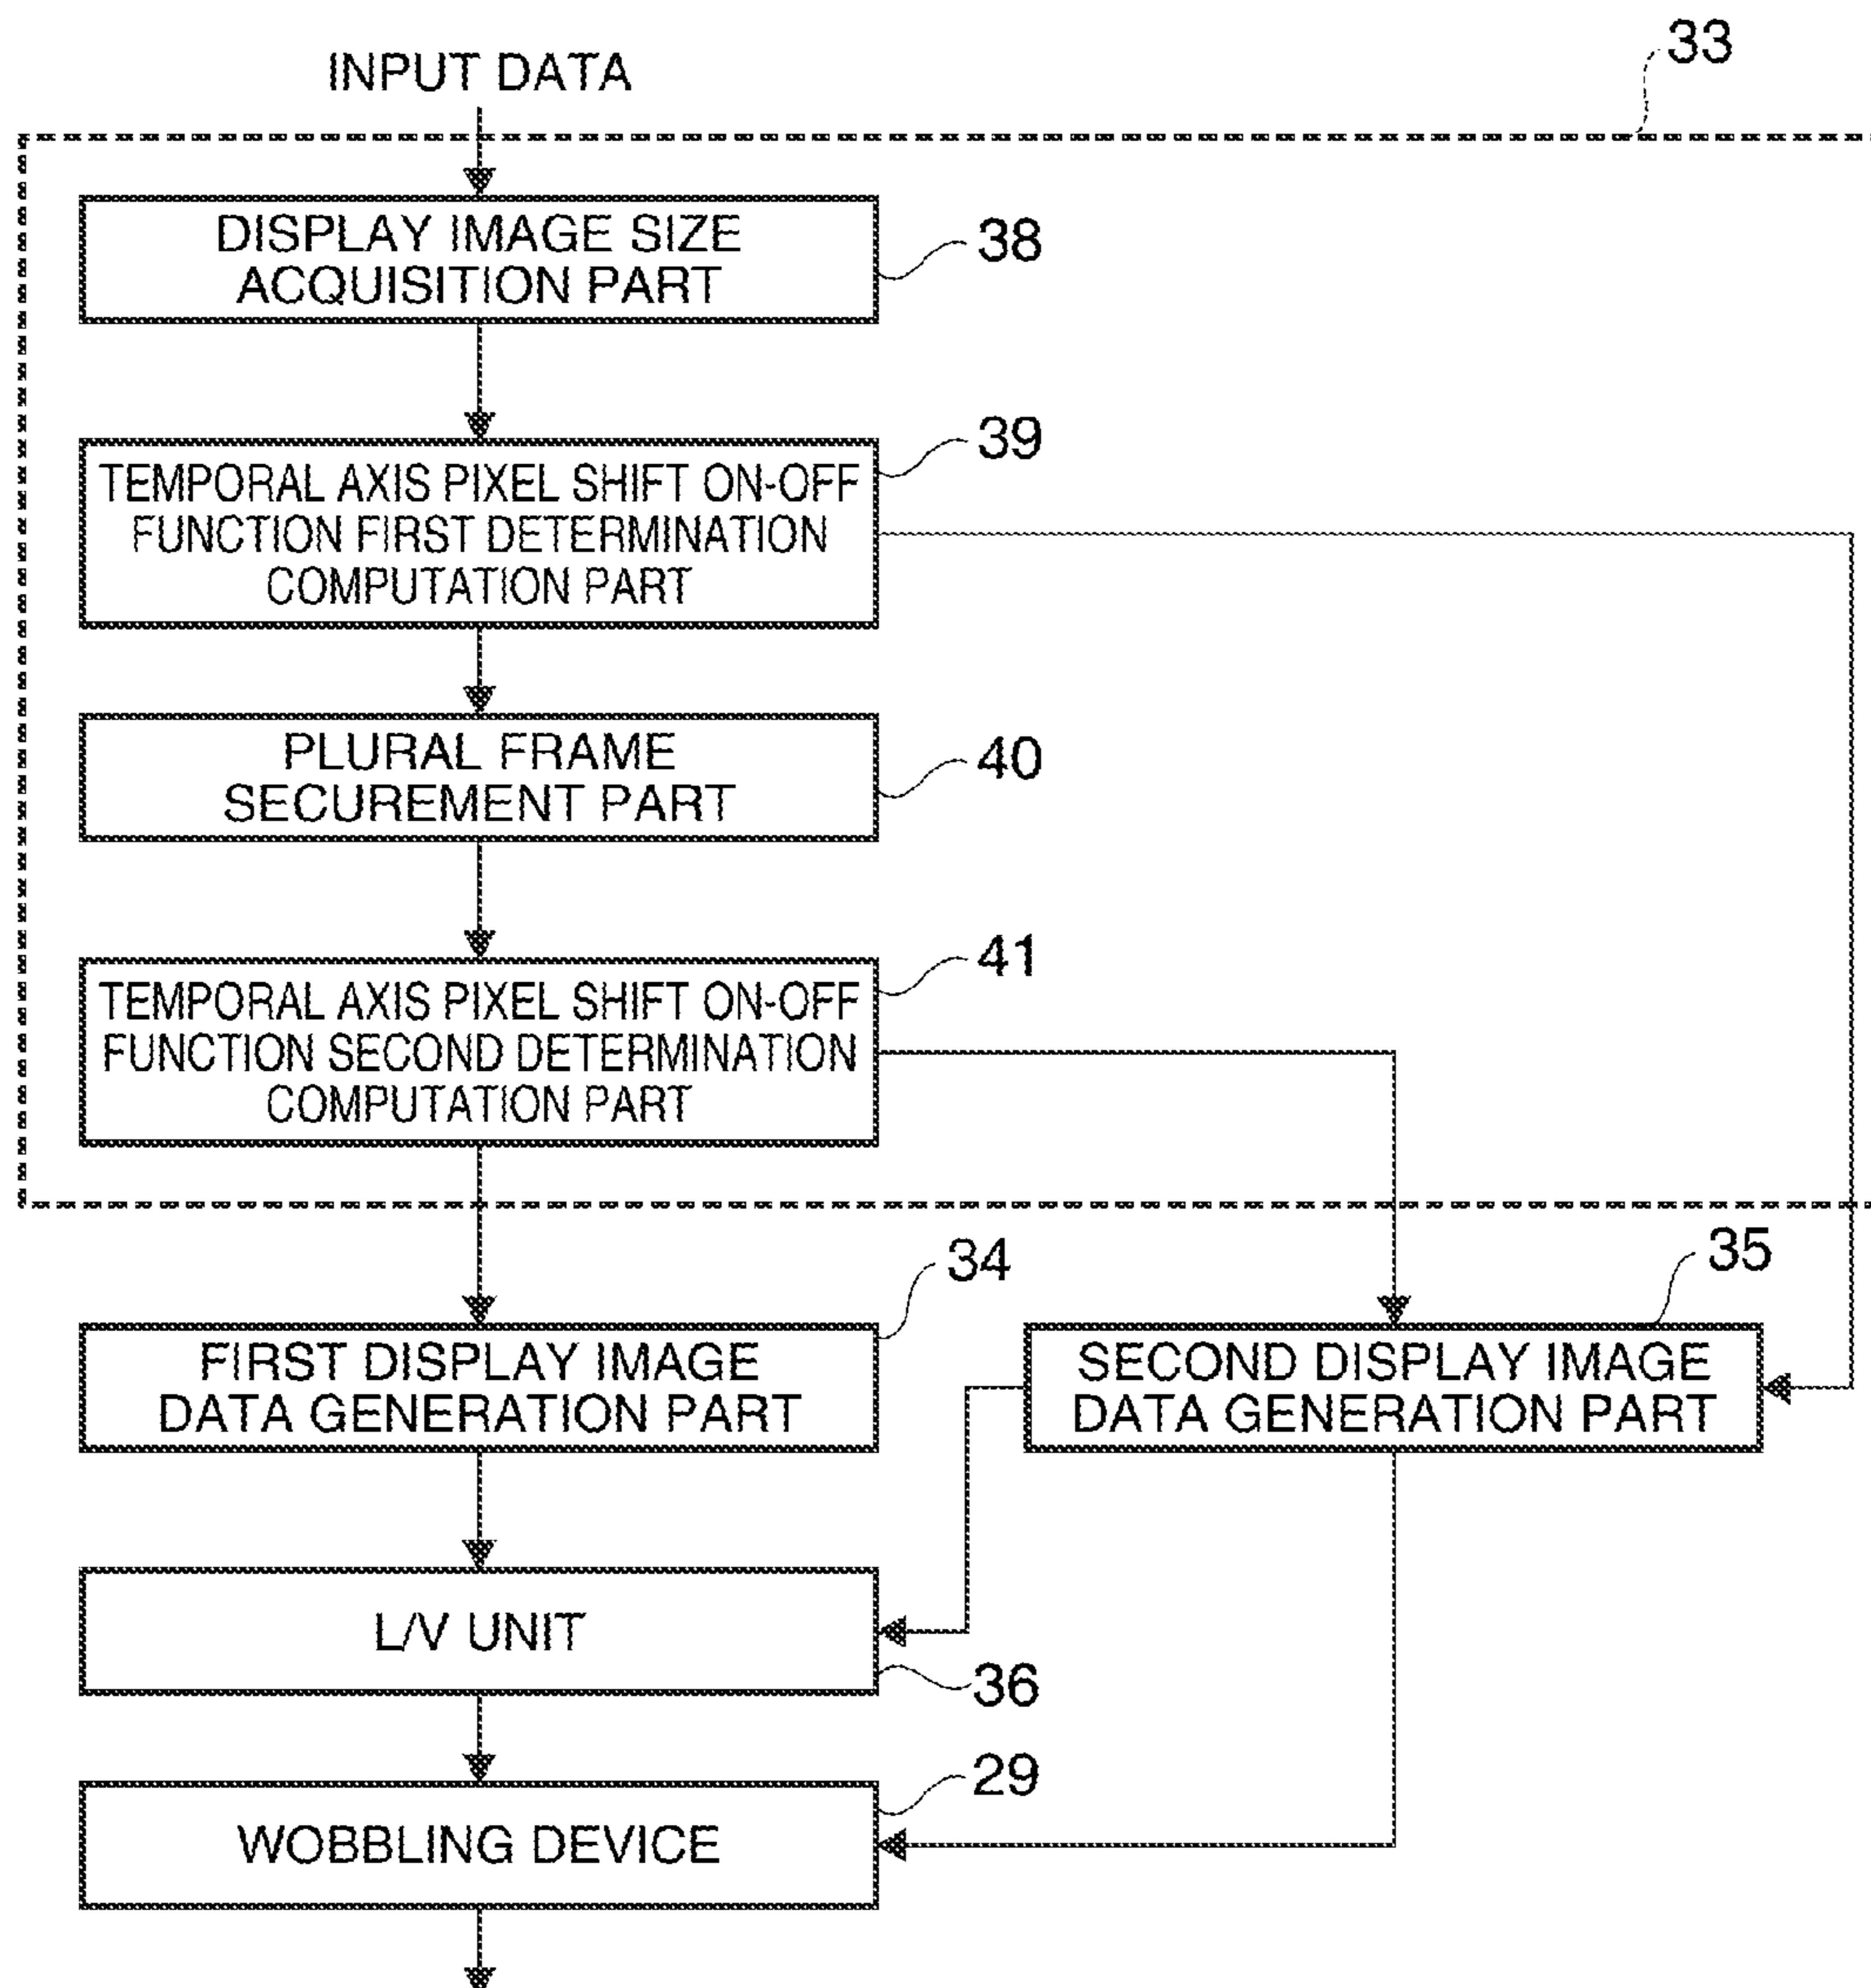 33
INPUT DATA
DISPLAY IMAGE SIZE
ACQUISITION PART
38
TEMPORAL AXIS PIXEL SHIFT ON-OFF
FUNCTION FIRST DETERMINATION
COMPUTATION PART
39
PLURAL FRAME
SECUREMENT PART
40
TEMPORAL AXIS PIXEL SHIFT ON-OFF
FUNCTION SECOND DETERMINATION
COMPUTATION PART
41
FIRST DISPLAY IMAGE
DATA GENERATION PART
34
SECOND DISPLAY IMAGE
DATA GENERATION PART
35
L/V UNIT
36
WOBBLING DEVICE
29